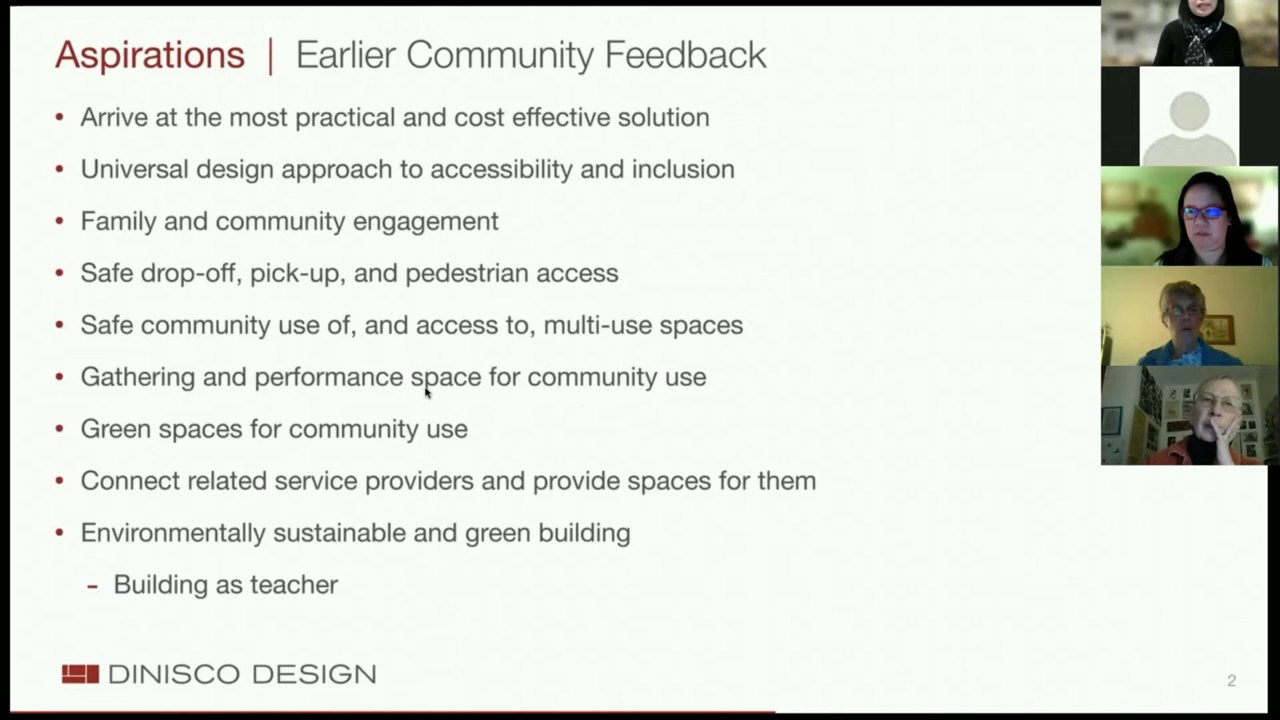 Aspirations | Earlier Community Feedback
• Arrive at the most practical and cost effective solution
• Universal design approach to accessibility and inclusion
• Family and community engagement
• Safe drop-off, pick-up, and pedestrian access
• Safe community use of, and access to, multi-use spaces
• Gathering and performance space for community use
• Green spaces for community use
• Connect related service providers and provide spaces for them
• Environmentally sustainable and green building
– Building as teacher
DINISCO DESIGN
2